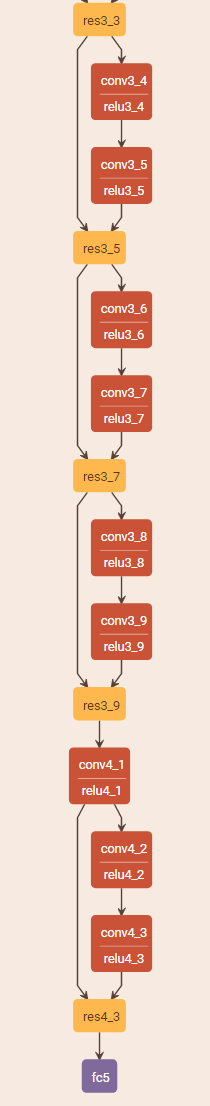 res3_3
conv3_4
relu3_4
conv3_5
relu3_5
res3_5
conv3_6
relu3_6
conv3_7
relu3_7
res3_7
conv3_8
relu3_8
conv3_9
relu3_9
res3_9
conv4_1
relu4_1
conv4_2
relu4_2
conv4_3
relu4_3
res4_3
fc5